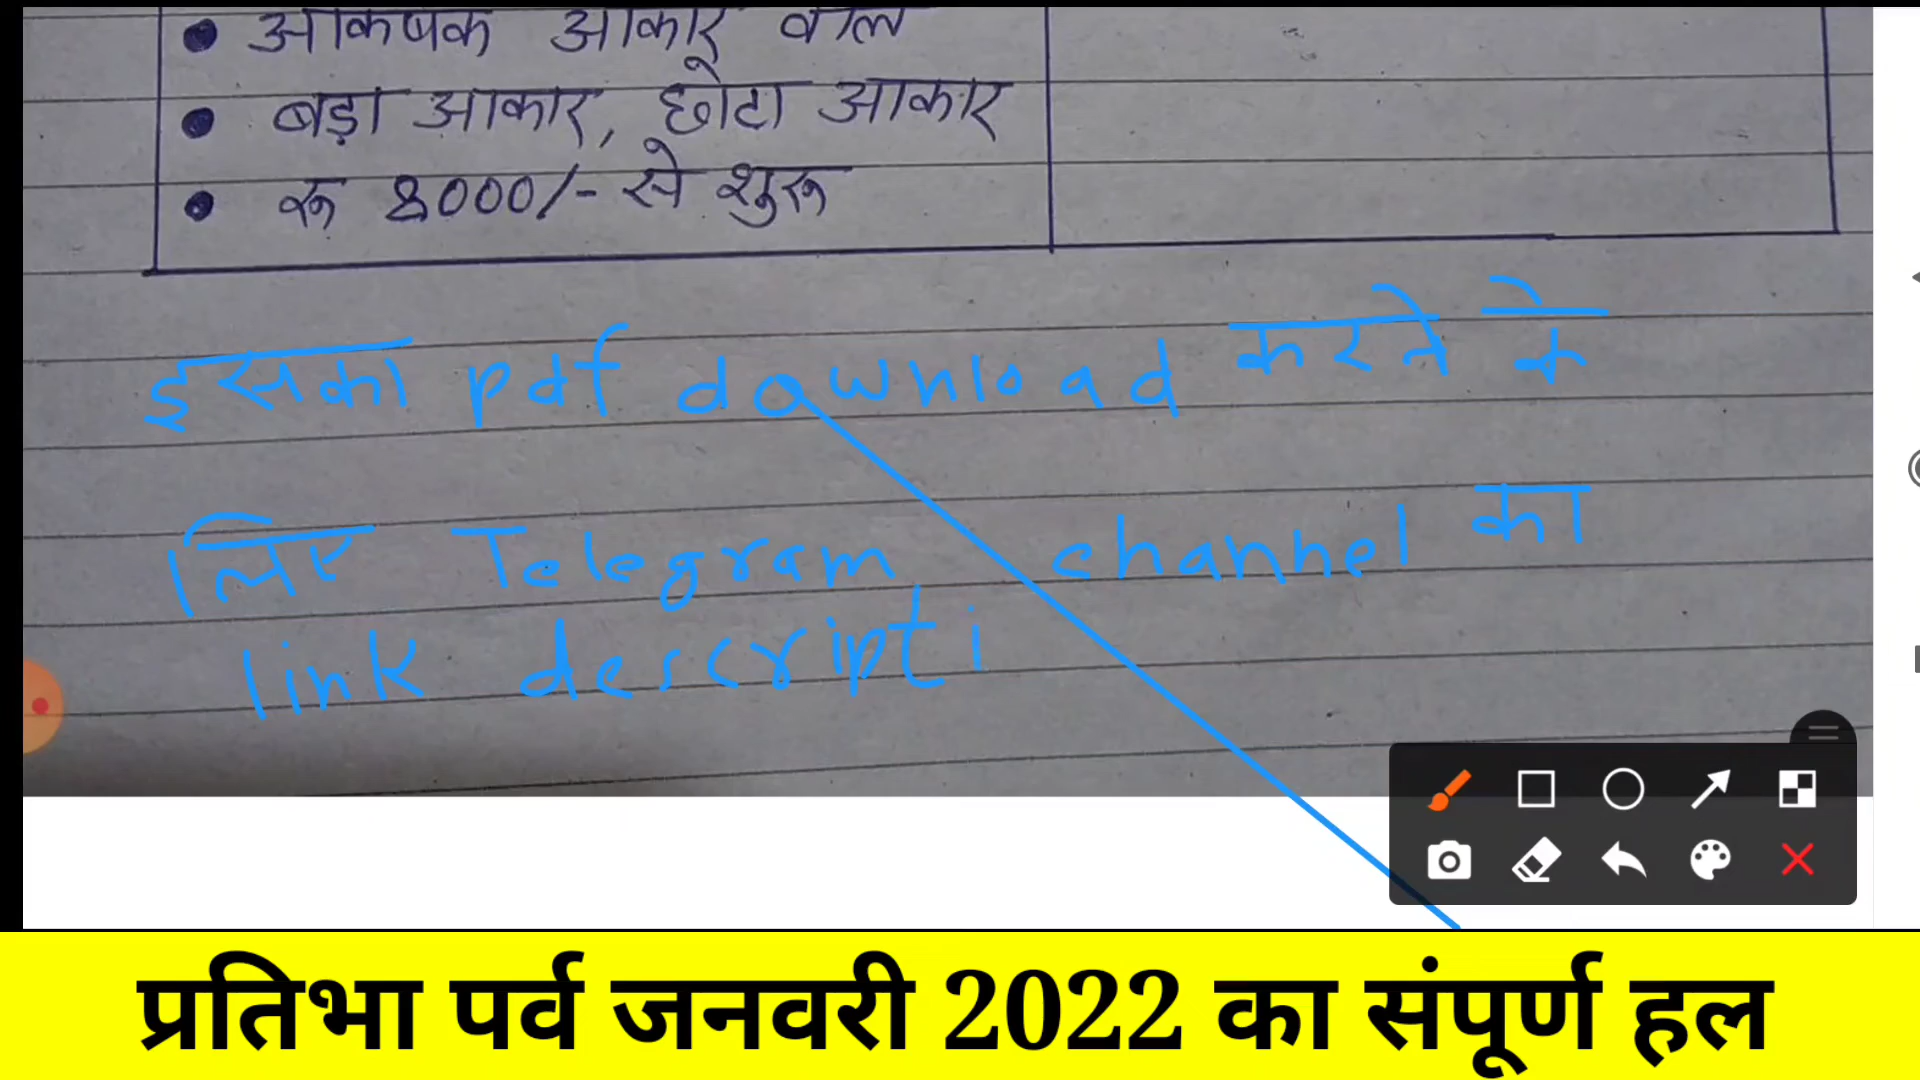 • आकर्षक आकार वाले
• बड़ा आकार, छोटा आकार
• रू 8000/- से शुरू
इसका pdf download करने के
लिए Telegram channel का
link descripti
प्रतिभा पर्व जनवरी 2022 का संपूर्ण हल